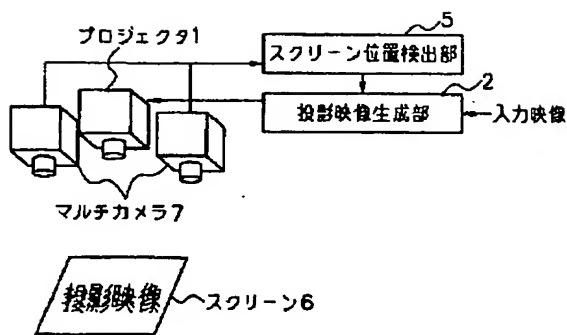 プロジェクタ1
5
スクリーン位置検出部
2
投影映像生成部
入力映像
マルチカメラ7
投影映像
スクリーン6